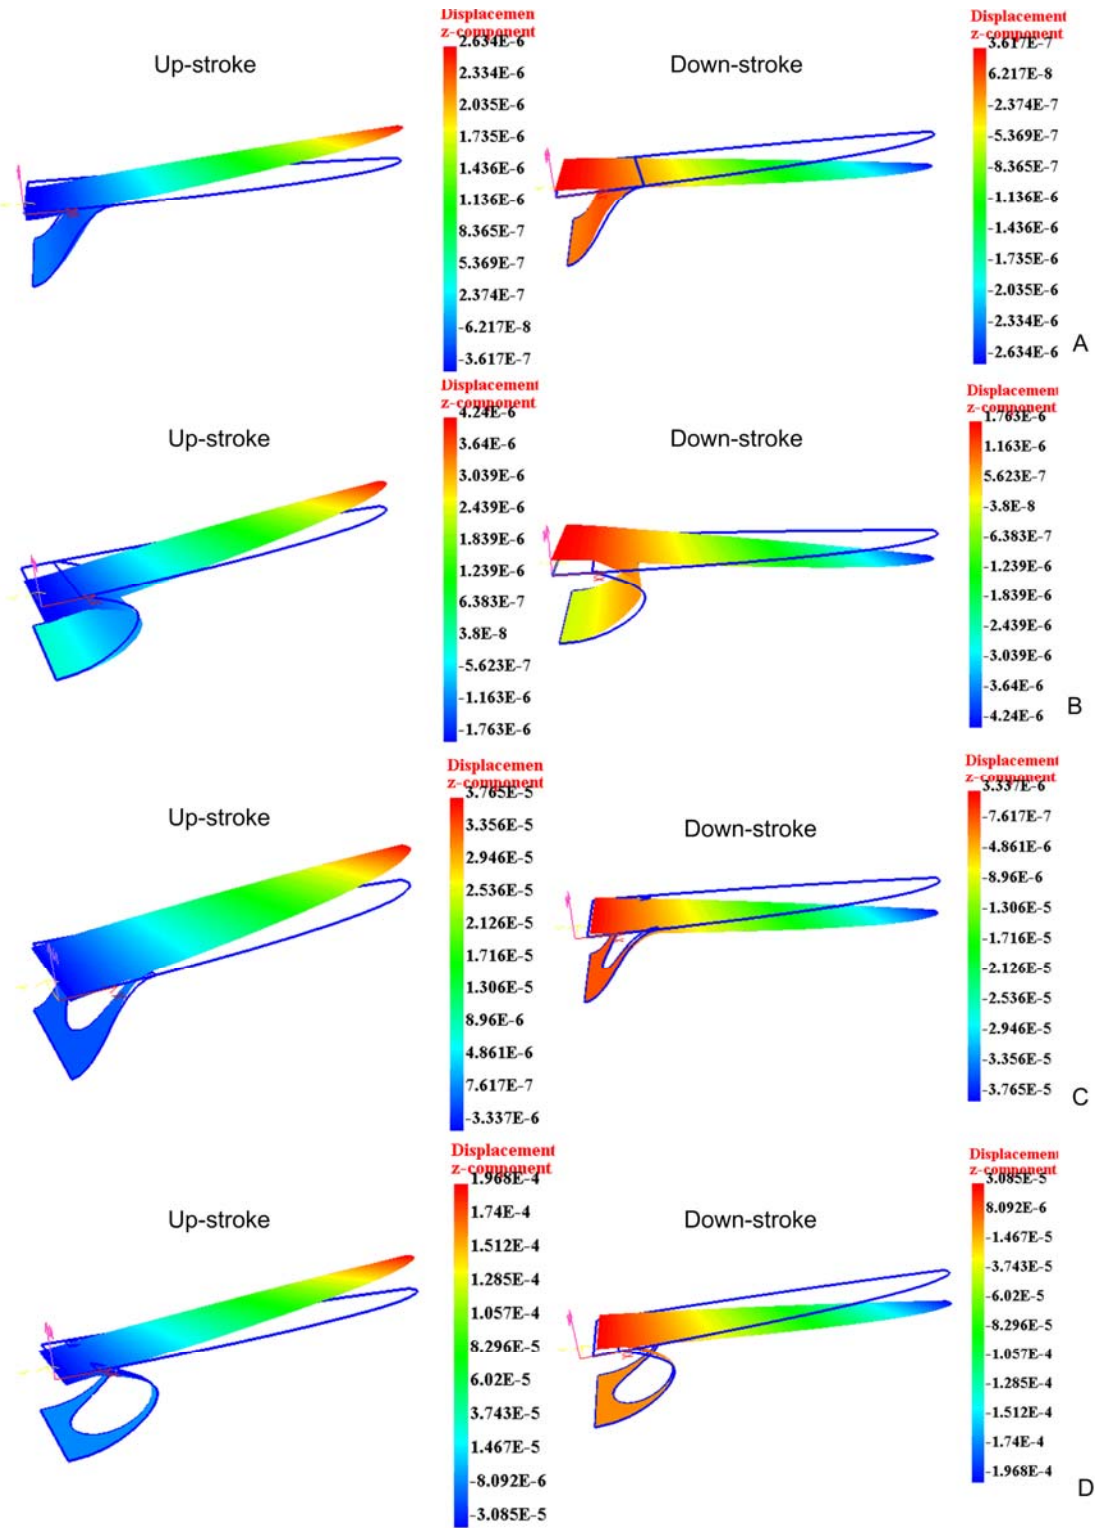 Up-stroke
Displacemen
z-component
2.634E-6
2.334E-6
2.035E-6
1.735E-6
1.436E-6
1.136E-6
8.365E-7
5.369E-7
2.374E-7
-6.217E-8
-3.617E-7
Down-stroke
Displacement
z-component
3.617E-7
6.217E-8
-2.374E-7
-5.369E-7
-8.365E-7
-1.136E-6
-1.436E-6
-1.735E-6
-2.035E-6
-2.334E-6
-2.634E-6
A
Up-stroke
Displacement
z-component
4.24E-6
3.64E-6
3.039E-6
2.439E-6
1.839E-6
1.239E-6
6.383E-7
3.8E-8
-5.623E-7
-1.163E-6
-1.763E-6
Down-stroke
Displacement
z-component
1.763E-6
1.163E-6
5.623E-7
-3.8E-8
-6.383E-7
-1.239E-6
-1.839E-6
-2.439E-6
-3.039E-6
-3.64E-6
-4.24E-6
B
Up-stroke
Displacemen
z-component
3.765E-5
3.356E-5
2.946E-5
2.536E-5
2.126E-5
1.716E-5
1.306E-5
8.96E-6
4.861E-6
7.617E-7
-3.337E-6
Down-stroke
Displacement
z-component
3.337E-6
-7.617E-7
-4.861E-6
-8.96E-6
-1.306E-5
-1.716E-5
-2.126E-5
-2.536E-5
-2.946E-5
-3.356E-5
-3.765E-5
C
Up-stroke
Displacement
z-component
1.968E-4
1.74E-4
1.512E-4
1.285E-4
1.057E-4
8.296E-5
6.02E-5
3.743E-5
1.467E-5
-8.092E-6
-3.085E-5
Down-stroke
Displacement
z-component
3.085E-5
8.092E-6
-1.467E-5
-3.743E-5
-6.02E-5
-8.296E-5
-1.057E-4
-1.285E-4
-1.512E-4
-1.74E-4
-1.968E-4
D